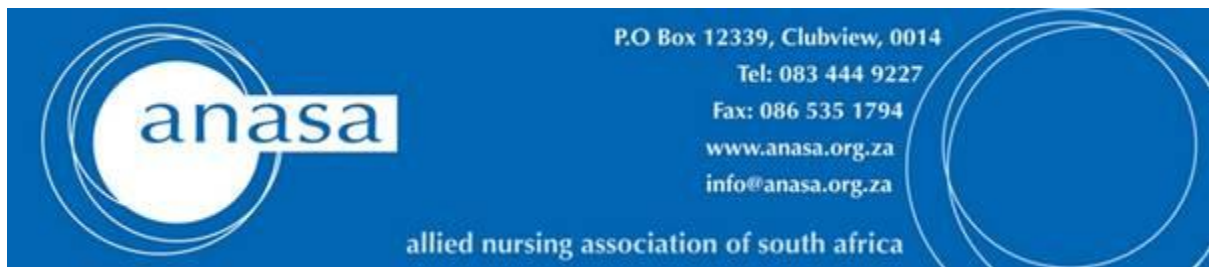 anasa
P.O Box 12339, Clubview, 0014
Tel: 083 444 9227
Fax: 086 535 1794
www.anasa.org.za
info@anasa.org.za
allied nursing association of south africa